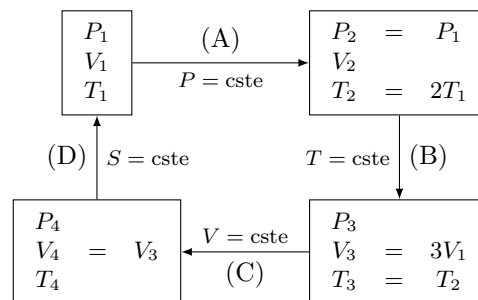 P₁
V₁
T₁
(A)
P = cste
P₂ = P₁
V₂
T₂ = 2T₁
(D)
S = cste
T = cste
(B)
P₄
V₄ = V₃
T₄
V = cste
(C)
P₃
V₃ = 3V₁
T₃ = T₂